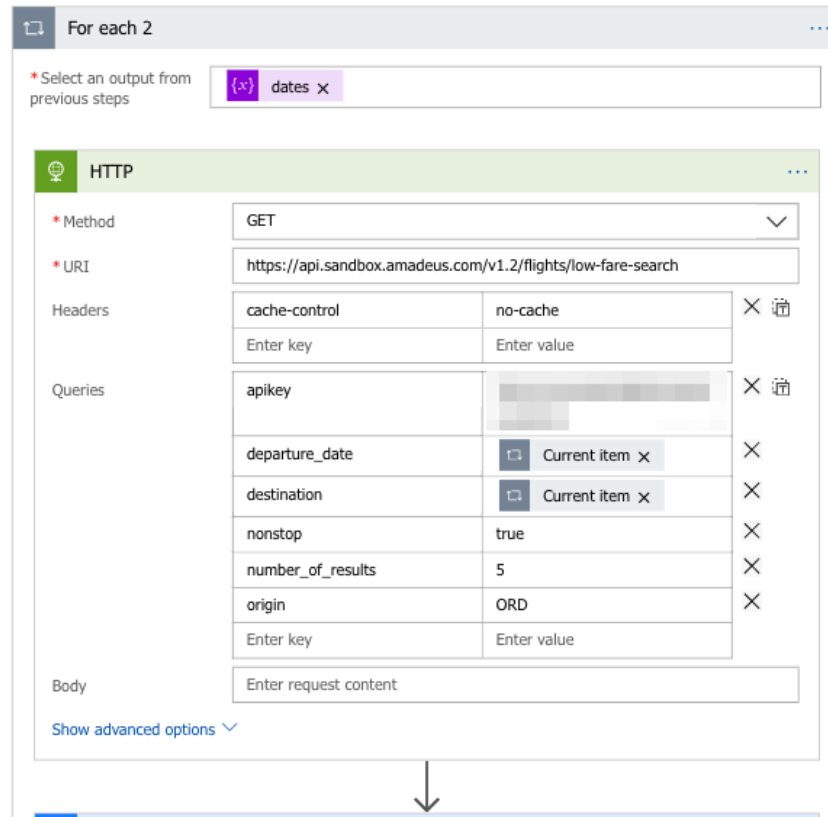 For each 2
...
*Select an output from
previous steps
{x} dates ×
HTTP
...
*Method
GET
*URI
https://api.sandbox.amadeus.com/v1.2/flights/low-fare-search
Headers
cache-control no-cache
Enter key Enter value
Queries
apikey
departure_date Current item ×
destination Current item ×
nonstop true
number_of_results 5
origin ORD
Enter key Enter value
Body
Enter request content
Show advanced options